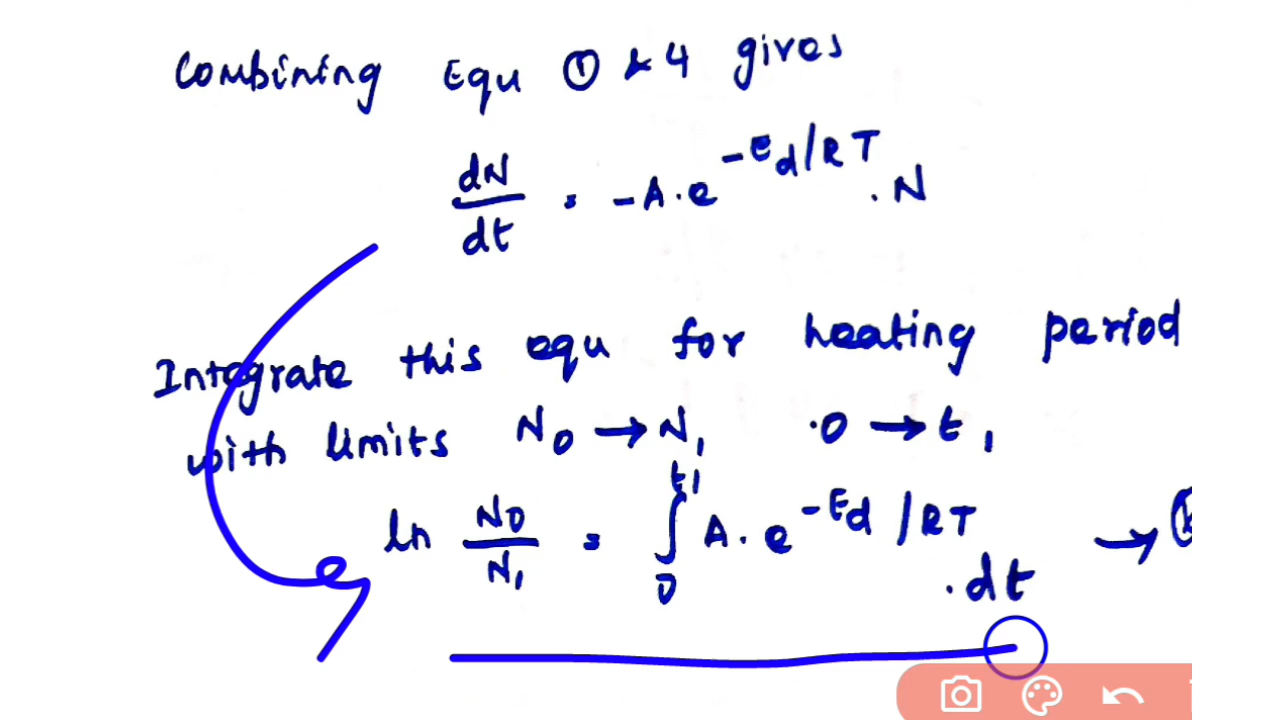 Combining Equ ① & 4 gives
dN/dt = -A.e^-Ed/RT . N
Integrate this equ for heating period
with limits N0 → N1 .0 → t1
ln N0/N1 = ∫0^t1 A.e^-Ed/RT .dt →